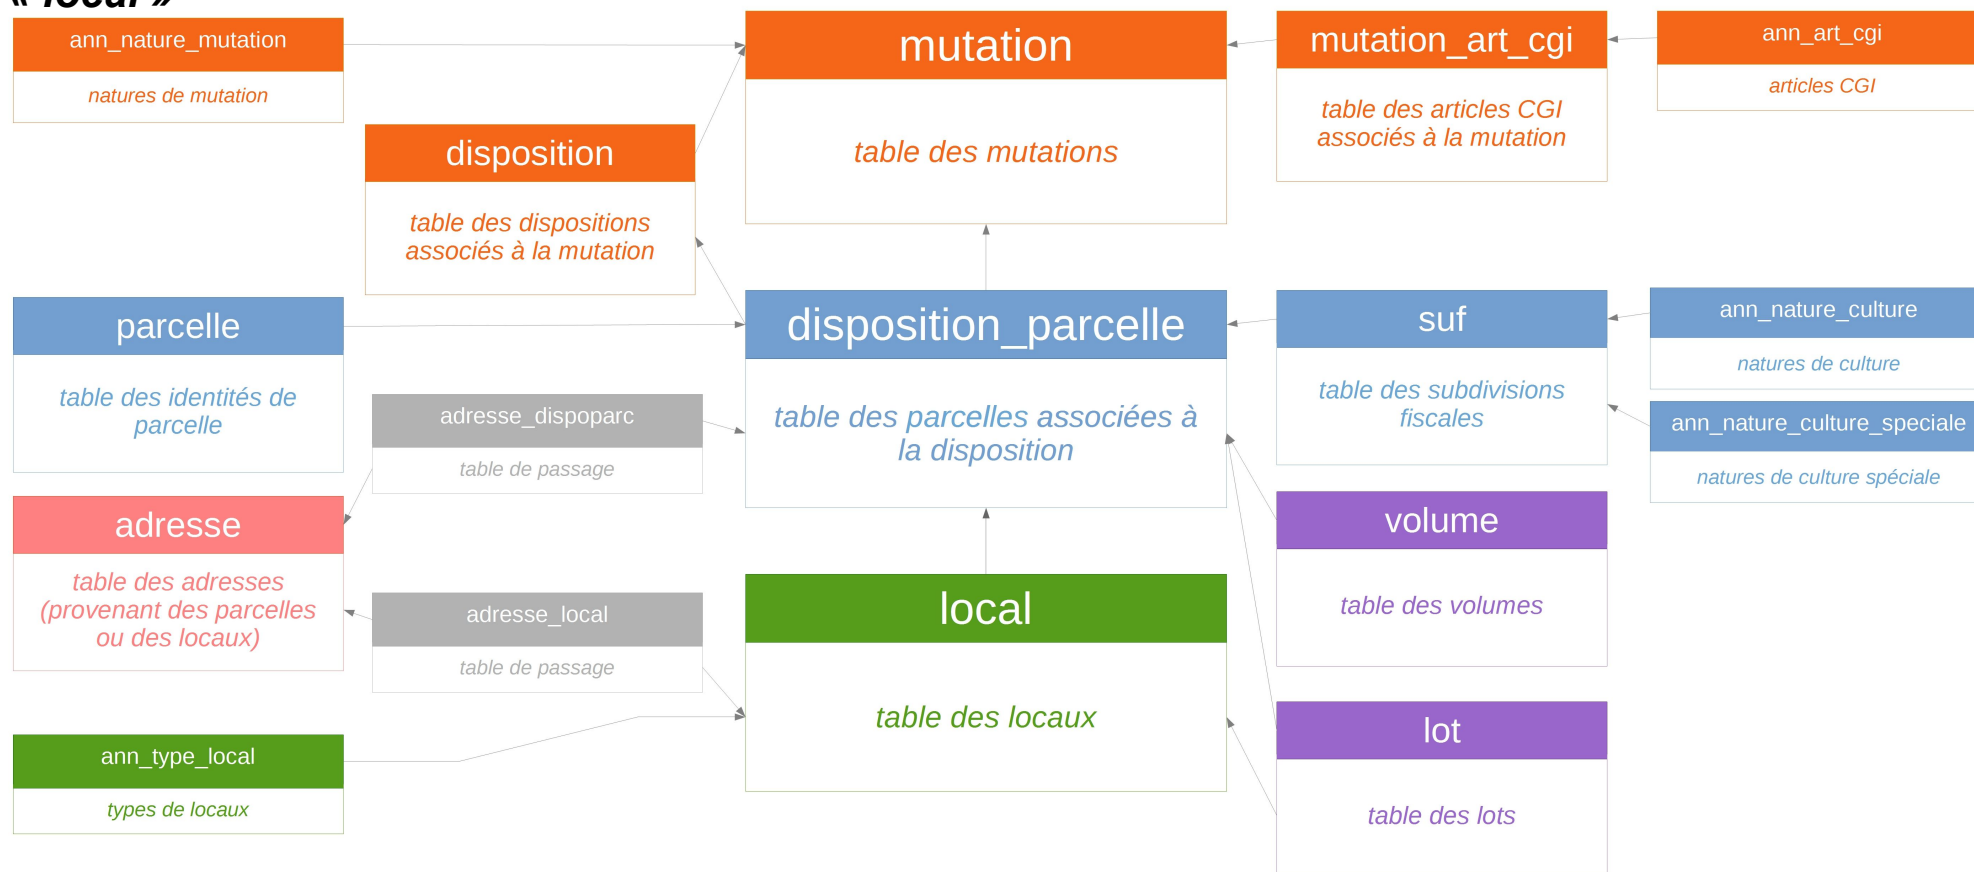 « local »
ann_nature_mutation
natures de mutation
mutation
table des mutations
mutation_art_cgi
table des articles CGI
associés à la mutation
ann_art_cgi
articles CGI
disposition
table des dispositions
associés à la mutation
parcelle
table des identités de
parcelle
disposition_parcelle
table des parcelles associées à
la disposition
suf
table des subdivisions
fiscales
ann_nature_culture
natures de culture
ann_nature_culture_speciale
natures de culture spéciale
adresse_dispoparc
table de passage
adresse
table des adresses
(provenant des parcelles
ou des locaux)
adresse_local
table de passage
local
table des locaux
volume
table des volumes
lot
table des lots
ann_type_local
types de locaux